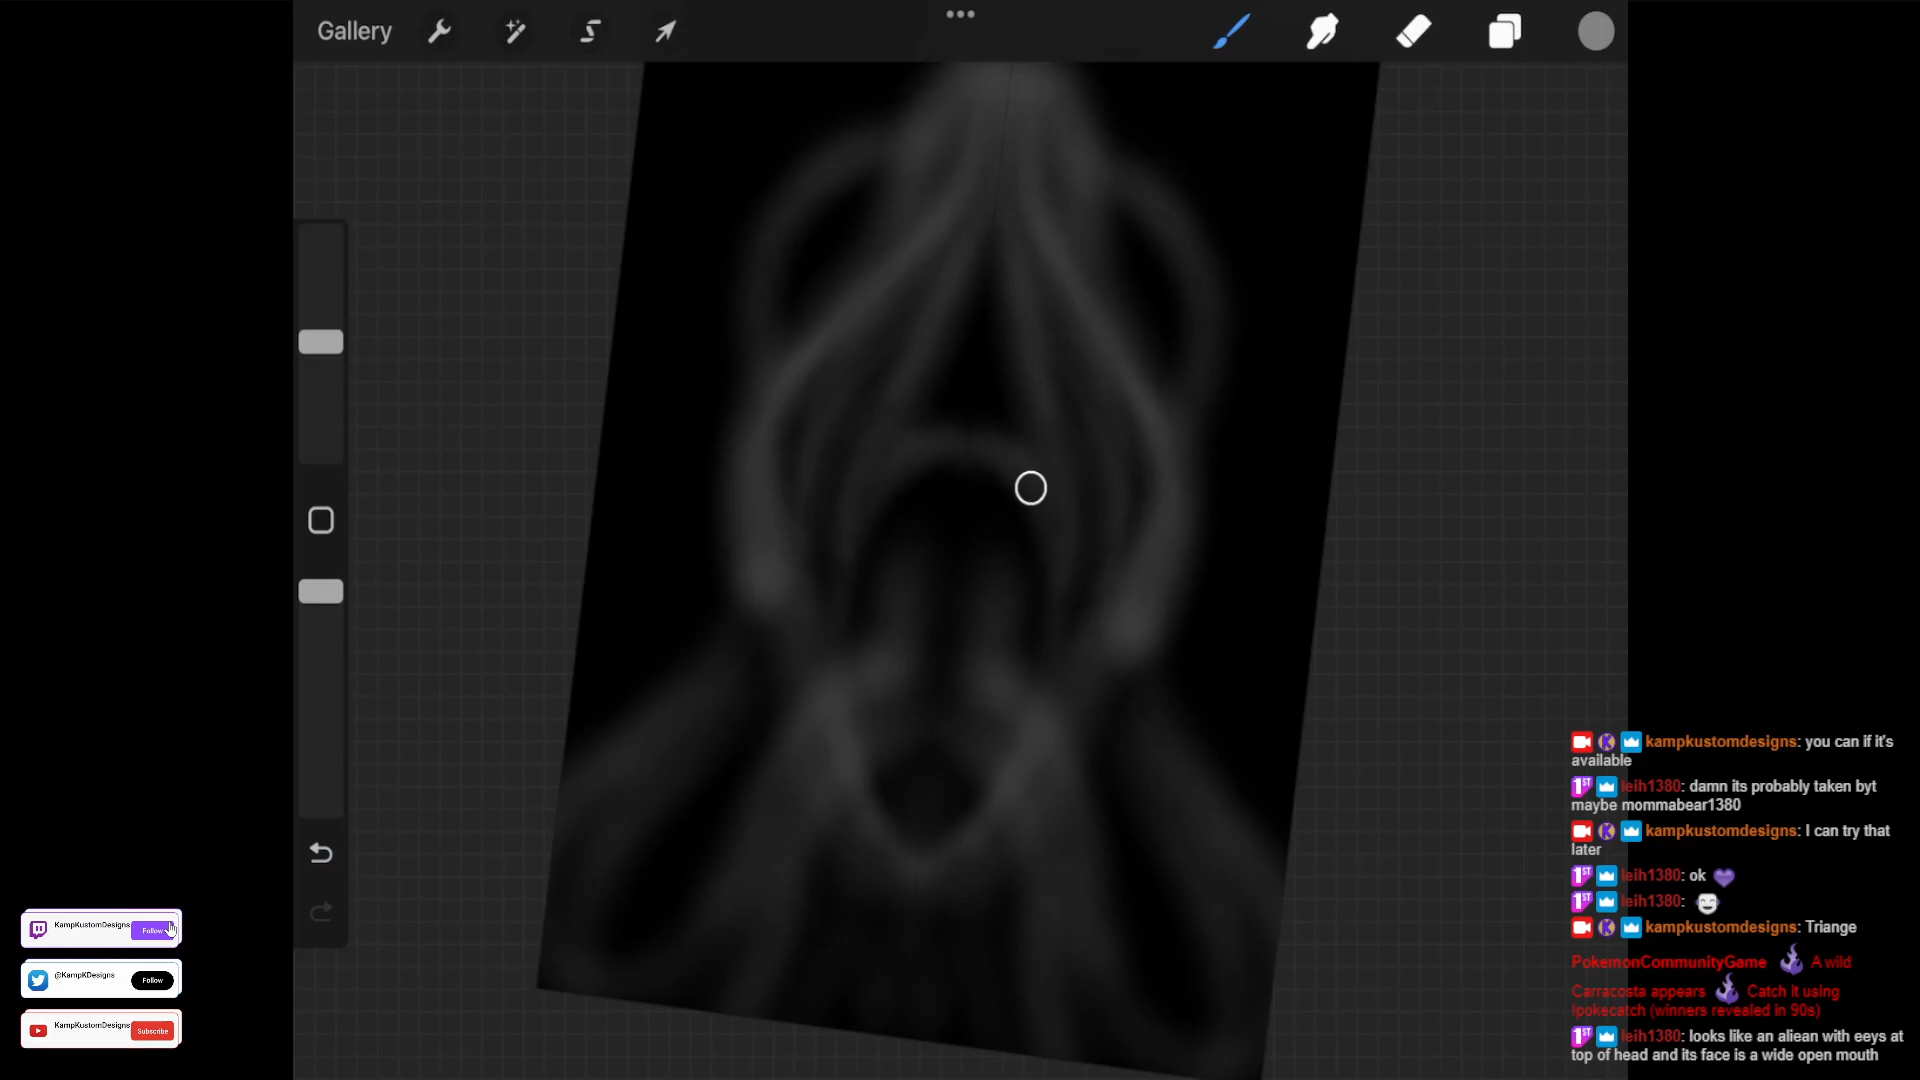 Gallery
kampkustomdesigns: you can if it's
available
leih1380: damn its probably taken byt
maybe mommabear1380
kampkustomdesigns: I can try that
later
leih1380: ok
leih1380:
kampkustomdesigns: Triange
PokemonCommunityGame A wild
Carracosta appears Catch it using
!pokecatch (winners revealed in 90s)
leih1380: looks like an aliean with eeys at
top of head and its face is a wide open mouth
KampKustomDesigns Follow
@KampKDesigns Follow
KampKustomDesigns Subscribe